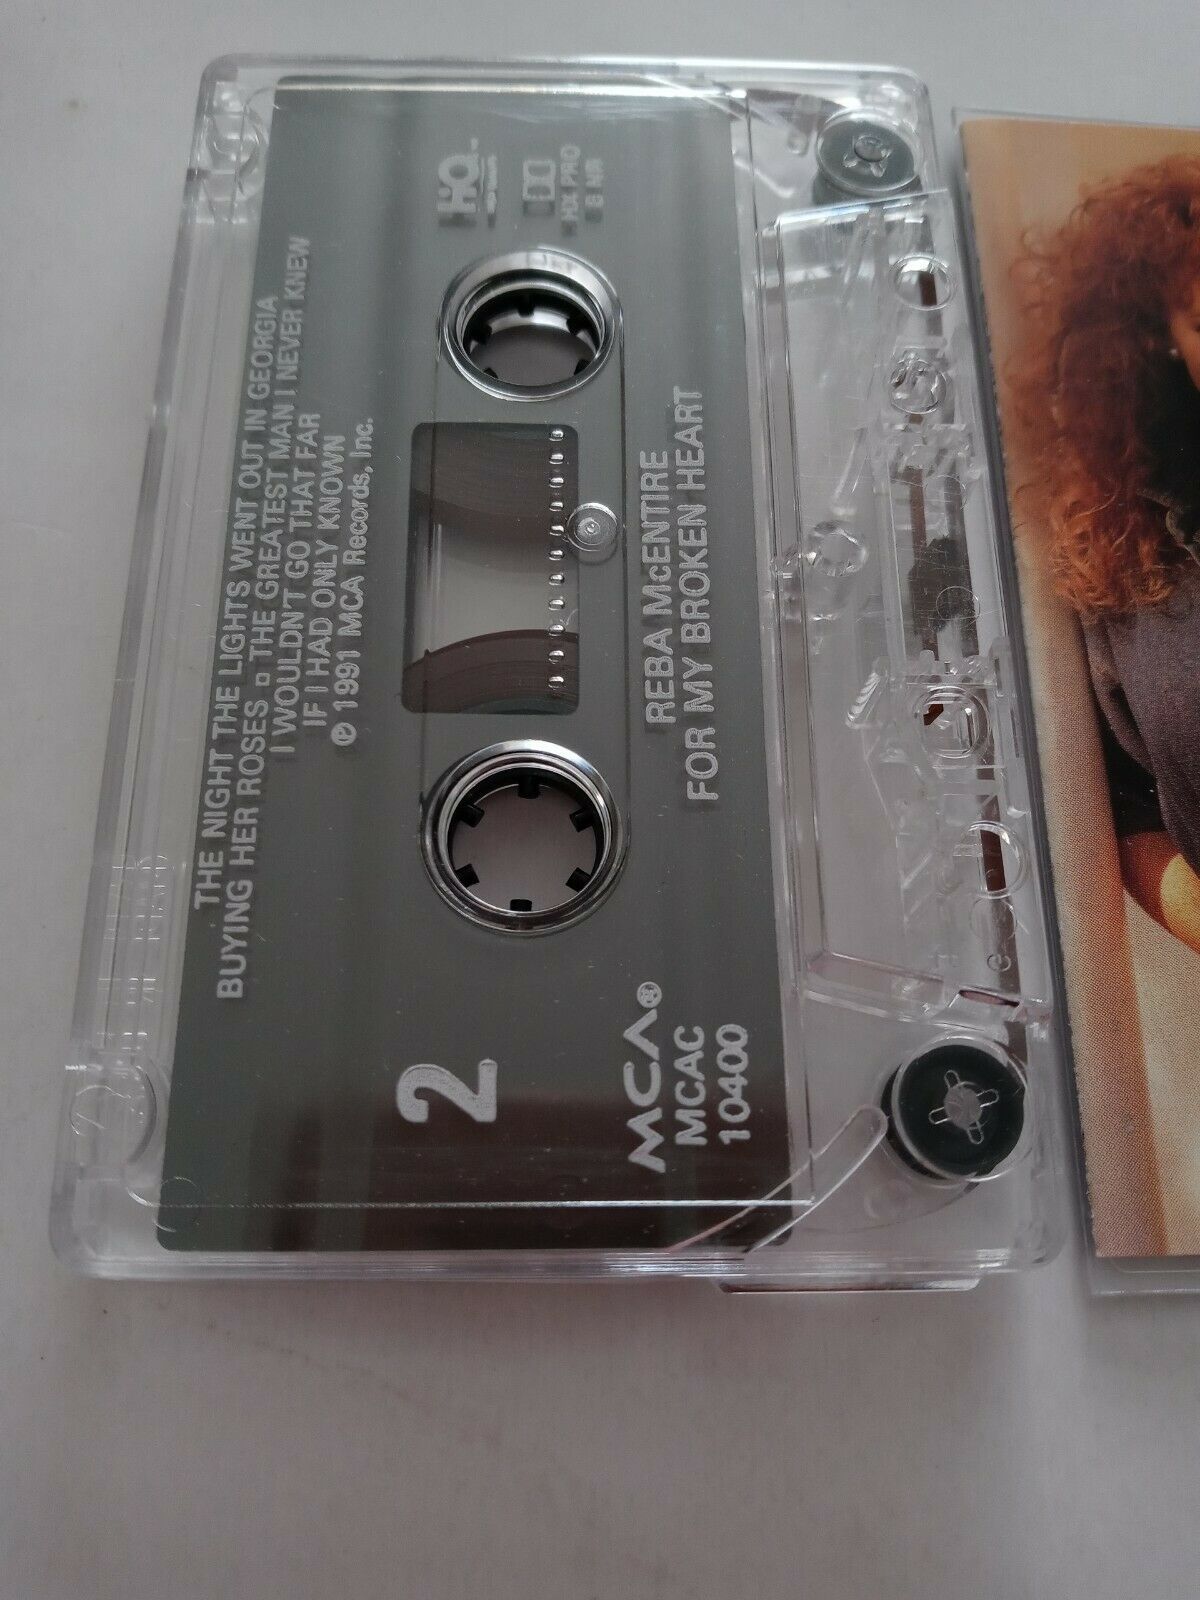 THE NIGHT THE LIGHTS WENT OUT IN GEORGIA
BUYING HER ROSES ▫ THE GREATEST MAN I NEVER KNEW
I WOULDN'T GO THAT FAR
IF I HAD ONLY KNOWN
℗ 1991 MCA Records, Inc.
HQ
HX PRO
B NR
2
REBA McENTIRE
FOR MY BROKEN HEART
MCA
MCAC
10400